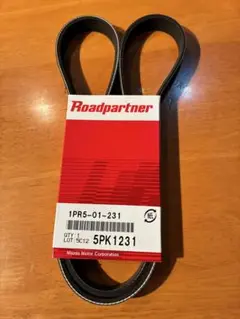 Roadpartner
1PR5-01-231
QTY 1
LOT 5C12 5PK1231
Mazda Motor Corporation